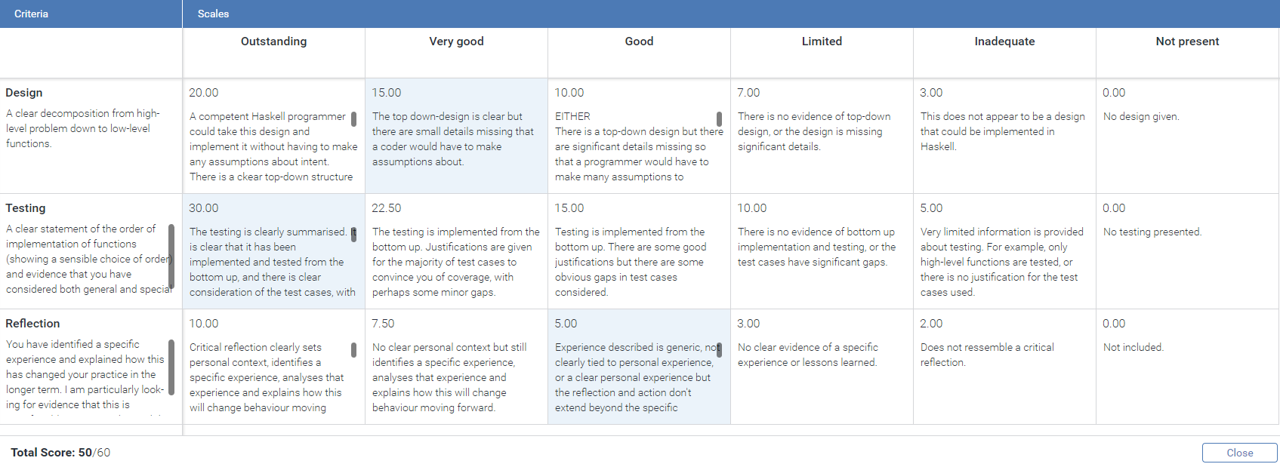 Criteria
Scales
Outstanding
Very good
Good
Limited
Inadequate
Not present
Design
A clear decomposition from high-
level problem down to low-level
functions.
20.00
A competent Haskell programmer
could take this design and
implement it without having to make
any assumptions about intent.
There is a ckear top-down structure
15.00
The top down-design is clear but
there are small details missing that
a coder would have to make
assumptions about.
10.00
EITHER
There is a top-down design but there
are significant details missing so
that a programmer would have to
make many assumptions to
7.00
There is no evidence of top-down
design, or the design is missing
significant details.
3.00
This does not appear to be a design
that could be implemented in
Haskell.
0.00
No design given.
Testing
A clear statement of the order of
implementation of functions
(showing a sensible choice of order)
and evidence that you have
considered both general and special
30.00
The testing is clearly summarised. It
is clear that it has been
implemented and tested from the
bottom up, and there is clear
consideration of the test cases, with
22.50
The testing is implemented from the
bottom up. Justifications are given
for the majority of test cases to
convince you of coverage, with
perhaps some minor gaps.
15.00
Testing is implemented from the
bottom up. There are some good
justifications but there are some
obvious gaps in test cases
considered.
10.00
There is no evidence of bottom up
implementation and testing, or the
test cases have significant gaps.
5.00
Very limited information is provided
about testing. For example, only
high-level functions are tested, or
there is no justification for the test
cases used.
0.00
No testing presented.
Reflection
You have identified a specific
experience and explained how this
has changed your practice in the
longer term. I am particularly look-
ing for evidence that this is
10.00
Critical reflection clearly sets
personal context, identifies a
specific experience, analyses that
experience and explains how this
will change behaviour moving
7.50
No clear personal context but still
identifies a specific experience,
analyses that experience and
explains how this will change
behaviour moving forward.
5.00
Experience described is generic, not
clearly tied to personal experience,
or a clear personal experience but
the reflection and action don't
extend beyond the specific
3.00
No clear evidence of a specific
experience or lessons learned.
2.00
Does not ressemble a critical
reflection.
0.00
Not included.
Total Score: 50/60
Close